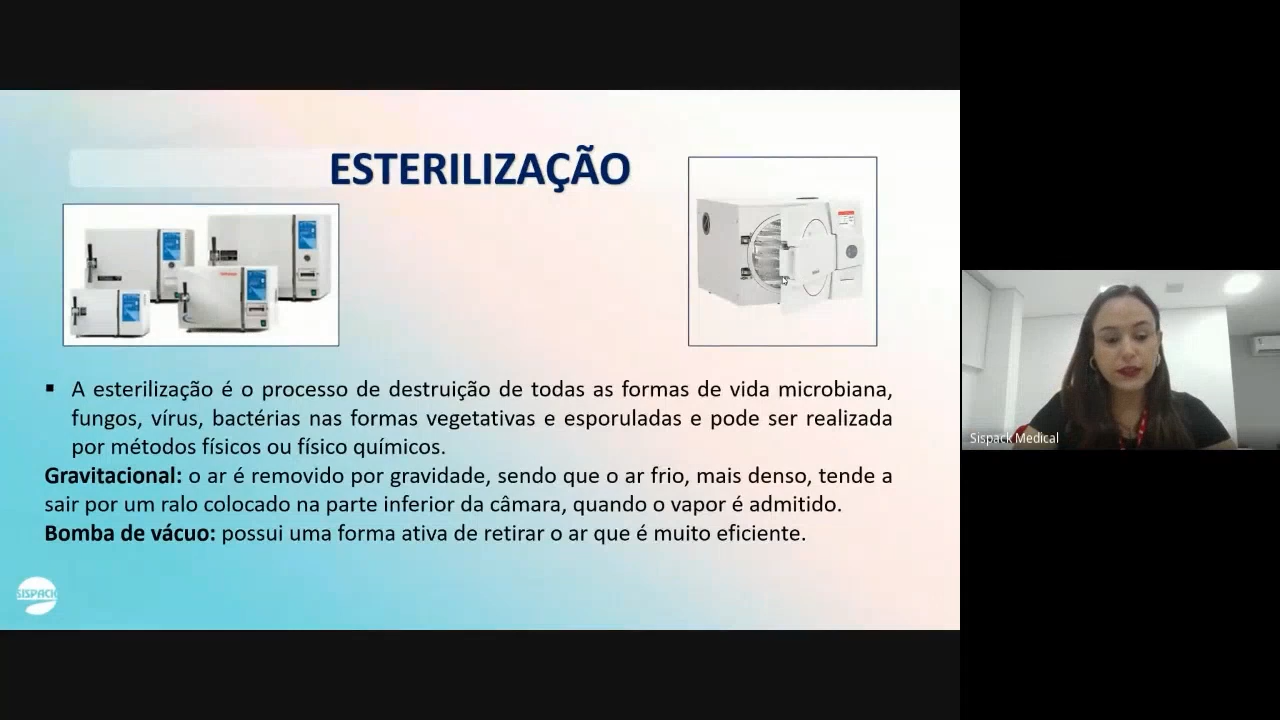 ESTERILIZAÇÃO
▪ A esterilização é o processo de destruição de todas as formas de vida microbiana,
fungos, vírus, bactérias nas formas vegetativas e esporuladas e pode ser realizada
por métodos físicos ou físico químicos.
Gravitacional: o ar é removido por gravidade, sendo que o ar frio, mais denso, tende a
sair por um ralo colocado na parte inferior da câmara, quando o vapor é admitido.
Bomba de vácuo: possui uma forma ativa de retirar o ar que é muito eficiente.
SISPACK
Sispack Medical